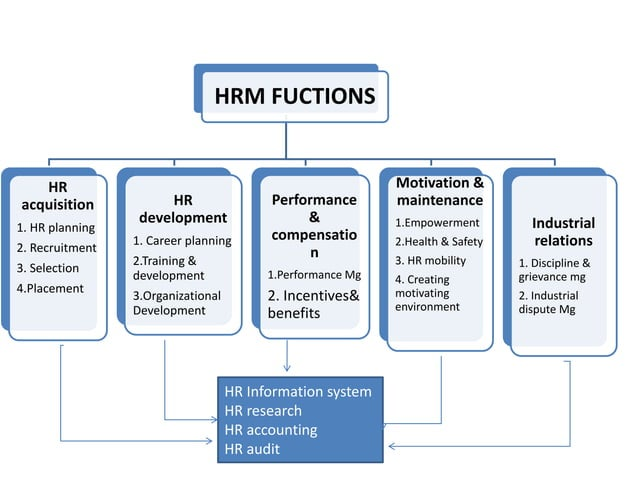 HRM FUCTIONS
HR
acquisition
1. HR planning
2. Recruitment
3. Selection
4.Placement
HR
development
1. Career planning
2.Training &
development
3.Organizational
Development
Performance
&
compensatio
n
1.Performance Mg
2. Incentives&
benefits
Motivation &
maintenance
1.Empowerment
2.Health & Safety
3. HR mobility
4. Creating
motivating
environment
Industrial
relations
1. Discipline &
grievance mg
2. Industrial
dispute Mg
HR Information system
HR research
HR accounting
HR audit